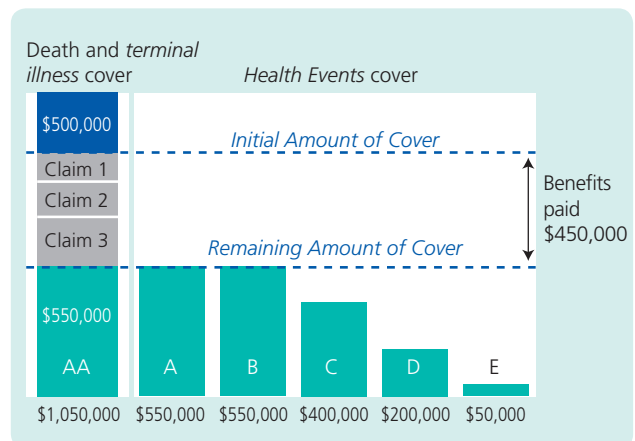 Death and terminal
illness cover
Health Events cover
$500,000
Initial Amount of Cover
Claim 1
Claim 2
Claim 3
Benefits
paid
$450,000
Remaining Amount of Cover
$550,000
AA A B C D E
$1,050,000 $550,000 $550,000 $400,000 $200,000 $50,000